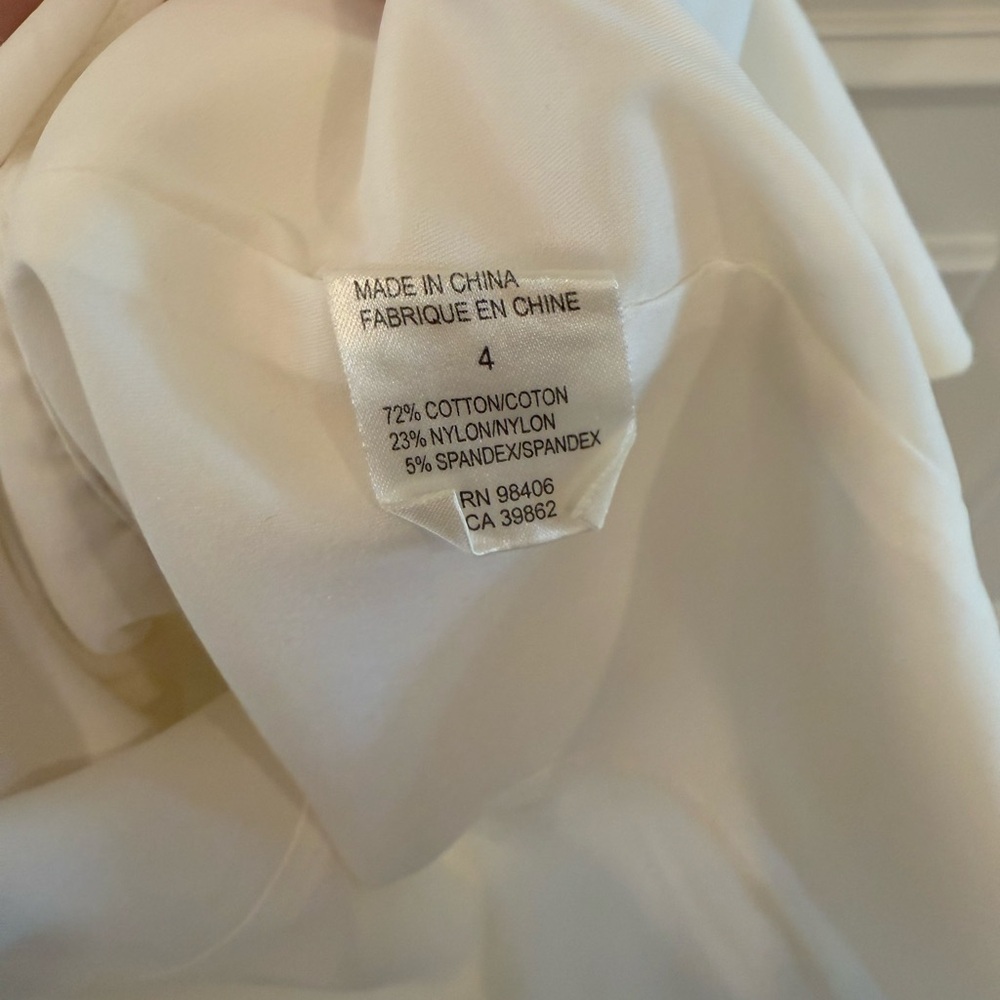 MADE IN CHINA
FABRIQUE EN CHINE
4
72% COTTON/COTON
23% NYLON/NYLON
5% SPANDEX/SPANDEX
RN 98406
CA 39862